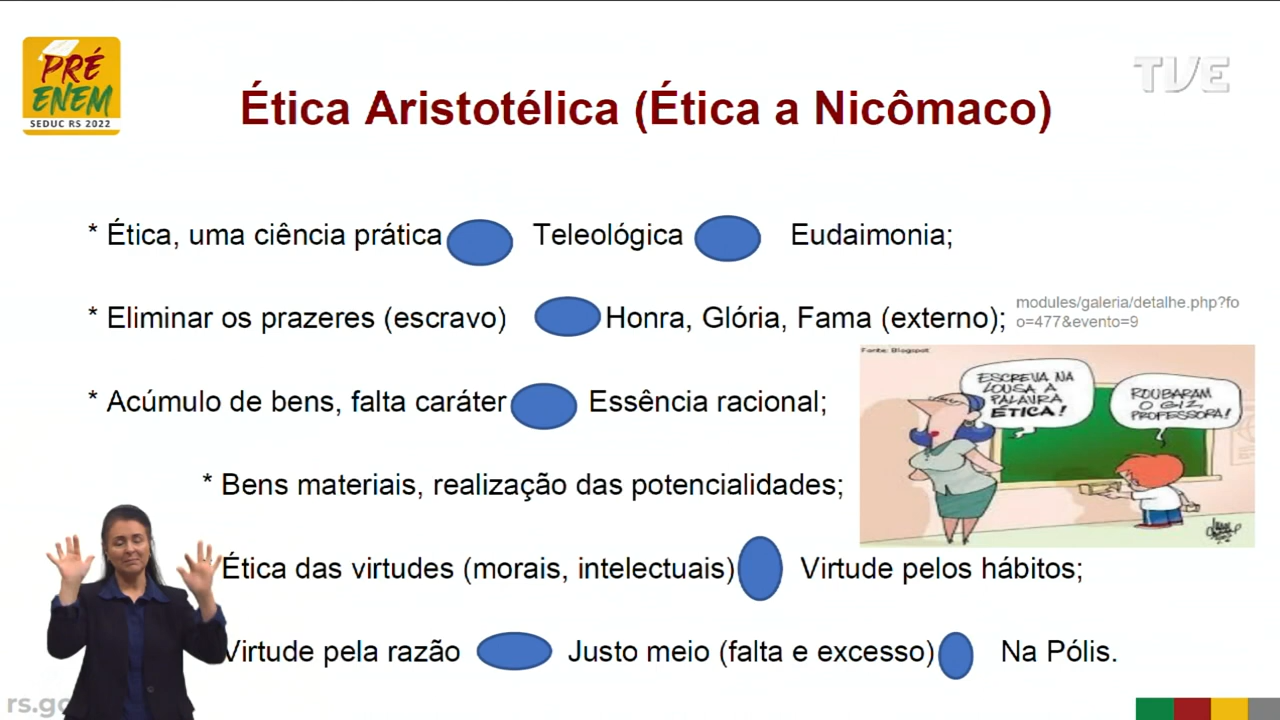 PRÉ
ENEM
SEDUC RS 2022
TVE
Ética Aristotélica (Ética a Nicômaco)
* Ética, uma ciência prática Teleológica Eudaimonia;
* Eliminar os prazeres (escravo) Honra, Glória, Fama (externo);
modules/galeria/detalhe.php?fo
o=477&evento=9
Fonte: Blogspot
ESCREVA NA
LOUSA A
PALAVRA
ÉTICA!
ROUBARAM
O GIZ,
PROFESSORA!
* Acúmulo de bens, falta caráter Essência racional;
* Bens materiais, realização das potencialidades;
Ética das virtudes (morais, intelectuais) Virtude pelos hábitos;
Virtude pela razão Justo meio (falta e excesso) Na Pólis.
rs.go